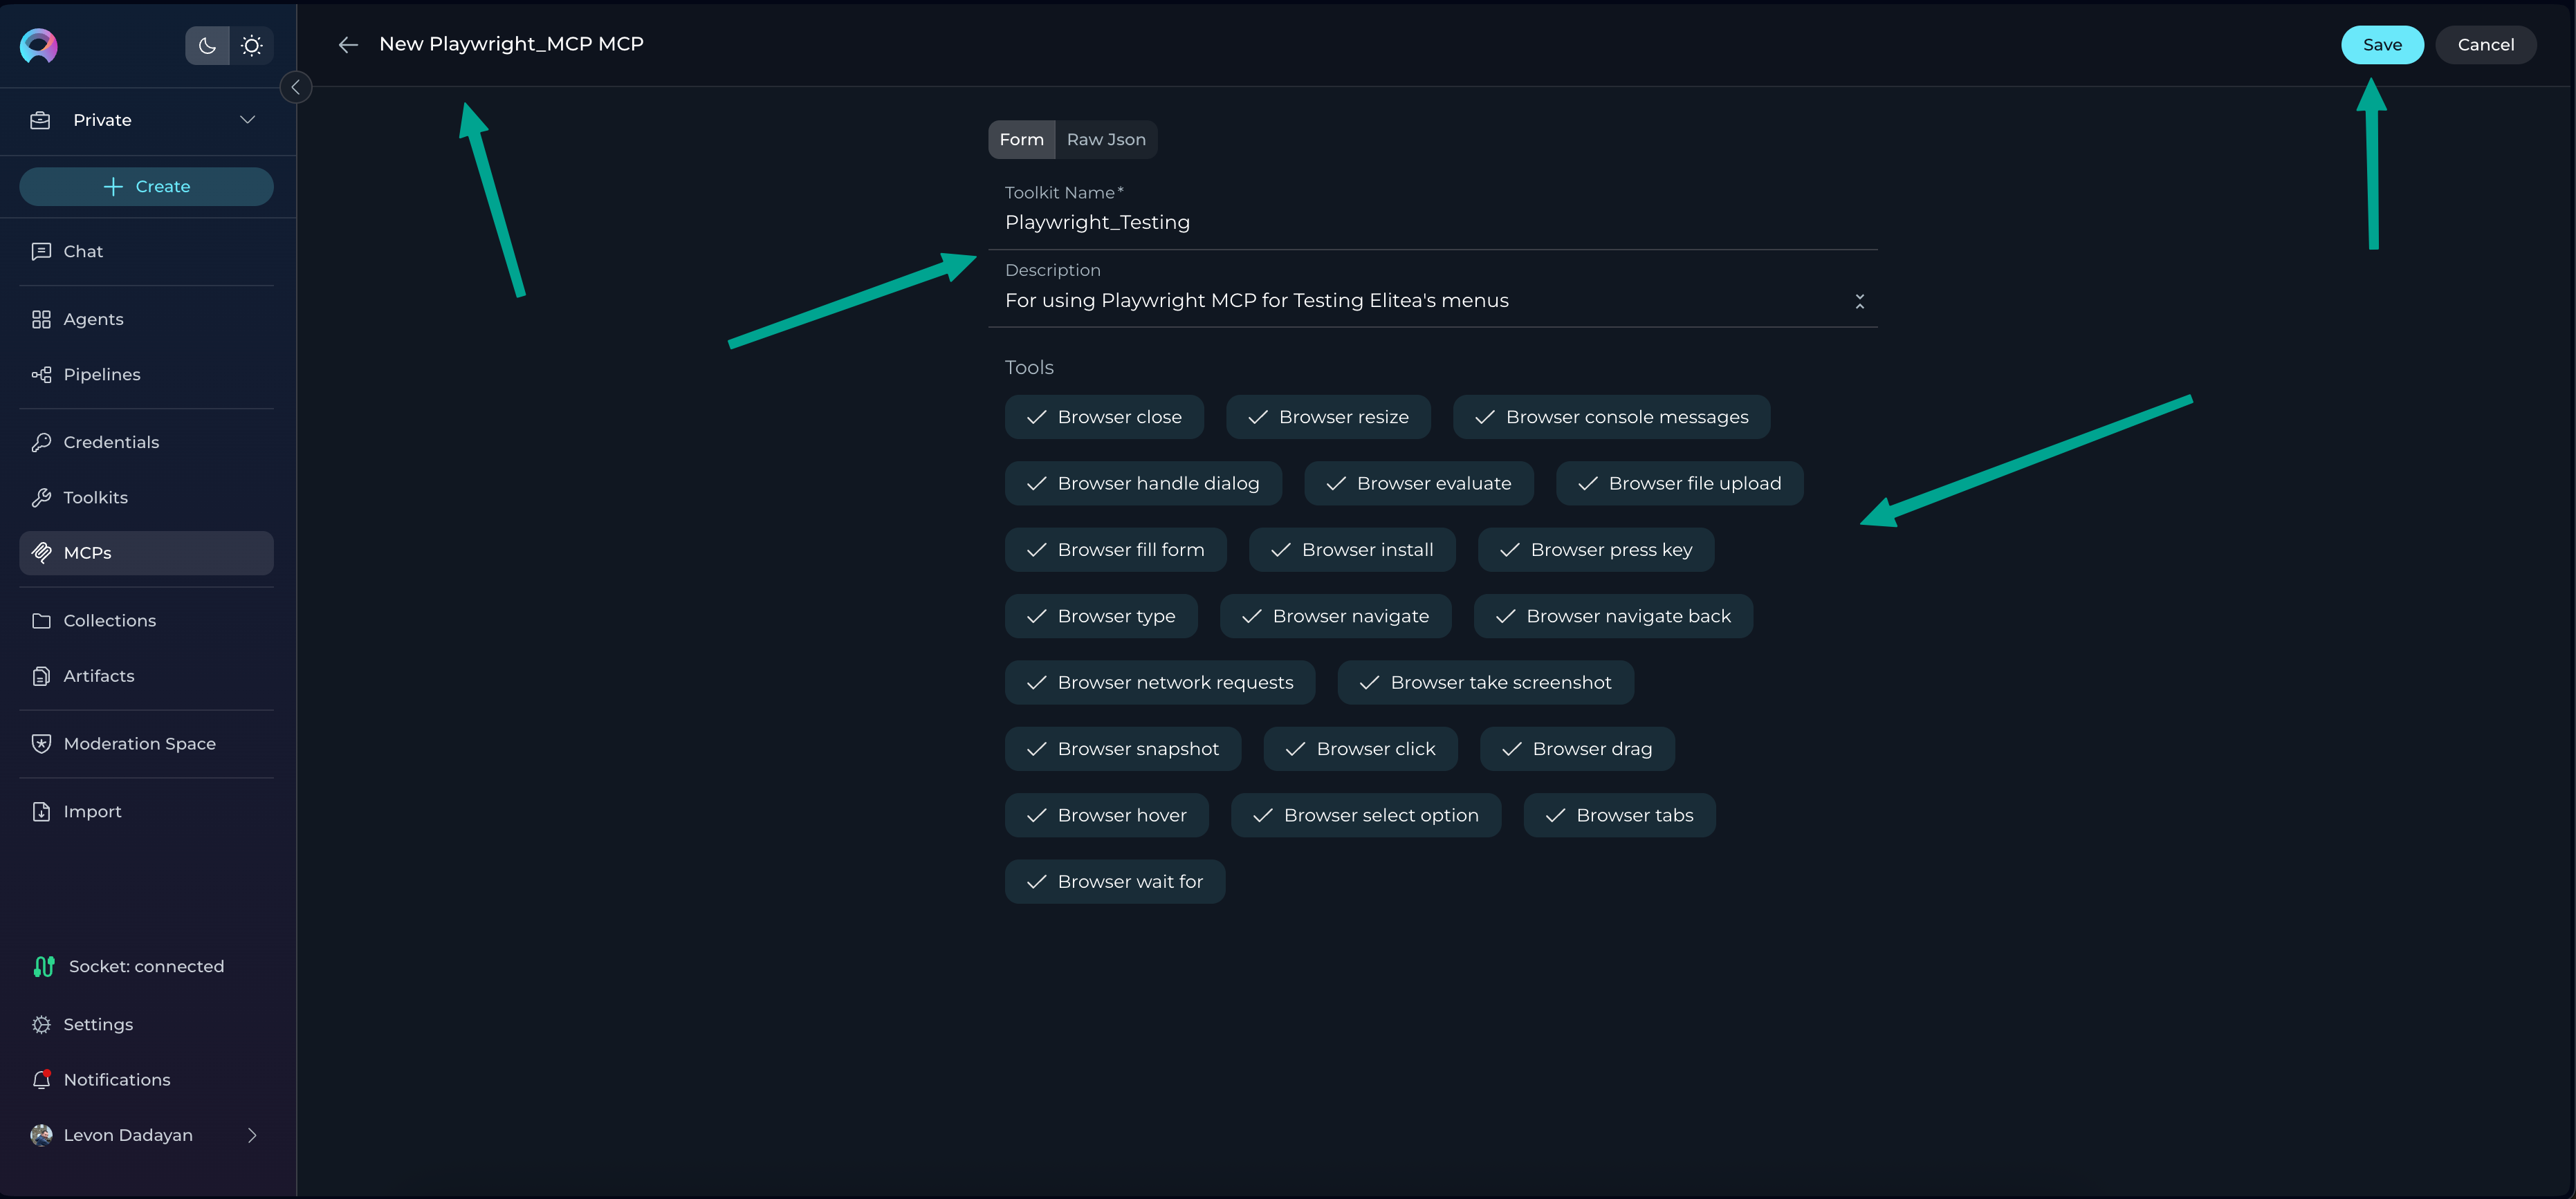 New Playwright_MCP MCP
Save
Cancel
Private
Create
Chat
Agents
Pipelines
Credentials
Toolkits
MCPs
Collections
Artifacts
Moderation Space
Import
Socket: connected
Settings
Notifications
Levon Dadayan
Form
Raw Json
Toolkit Name*
Playwright_Testing
Description
For using Playwright MCP for Testing Elitea's menus
Tools
Browser close
Browser resize
Browser console messages
Browser handle dialog
Browser evaluate
Browser file upload
Browser fill form
Browser install
Browser press key
Browser type
Browser navigate
Browser navigate back
Browser network requests
Browser take screenshot
Browser snapshot
Browser click
Browser drag
Browser hover
Browser select option
Browser tabs
Browser wait for